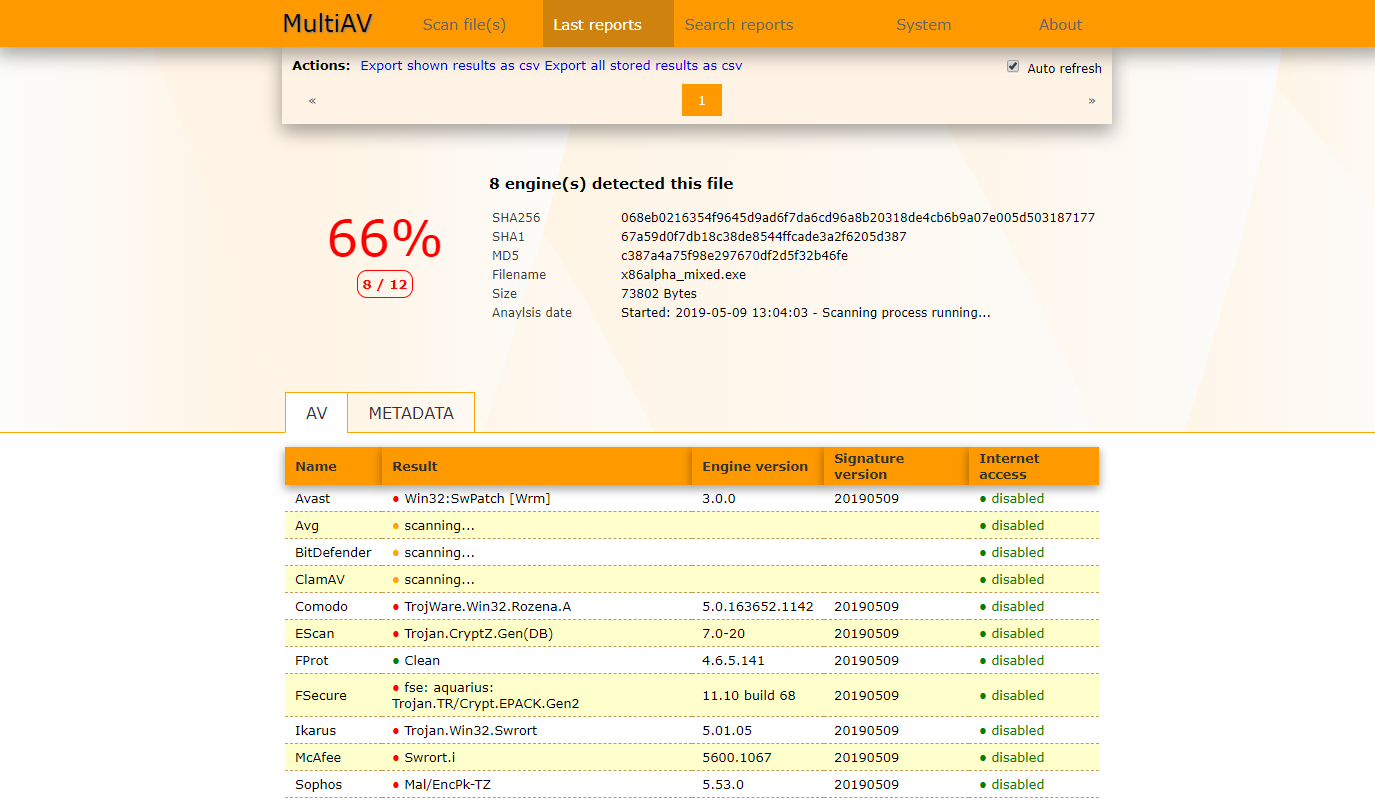 MultiAV Scan file(s) Last reports Search reports System About
Actions: Export shown results as csv Export all stored results as csv Auto refresh
« 1 »
8 engine(s) detected this file
66%
8 / 12
SHA256 068eb0216354f9645d9ad6f7da6cd96a8b20318de4cb6b9a07e005d503187177
SHA1 67a59d0f7db18c38de8544ffcade3a2f6205d387
MD5 c387a4a75f98e297670df2d5f32b46fe
Filename x86alpha_mixed.exe
Size 73802 Bytes
Anaylsis date Started: 2019-05-09 13:04:03 - Scanning process running...
AV METADATA
Name Result Engine version Signature version Internet access
Avast ● Win32:SwPatch [Wrm] 3.0.0 20190509 ● disabled
Avg ● scanning... ● disabled
BitDefender ● scanning... ● disabled
ClamAV ● scanning... ● disabled
Comodo ● TrojWare.Win32.Rozena.A 5.0.163652.1142 20190509 ● disabled
EScan ● Trojan.CryptZ.Gen(DB) 7.0-20 20190509 ● disabled
FProt ● Clean 4.6.5.141 20190509 ● disabled
FSecure ● fse: aquarius: Trojan.TR/Crypt.EPACK.Gen2 11.10 build 68 20190509 ● disabled
Ikarus ● Trojan.Win32.Swrort 5.01.05 20190509 ● disabled
McAfee ● Swrort.i 5600.1067 20190509 ● disabled
Sophos ● Mal/EncPk-TZ 5.53.0 20190509 ● disabled